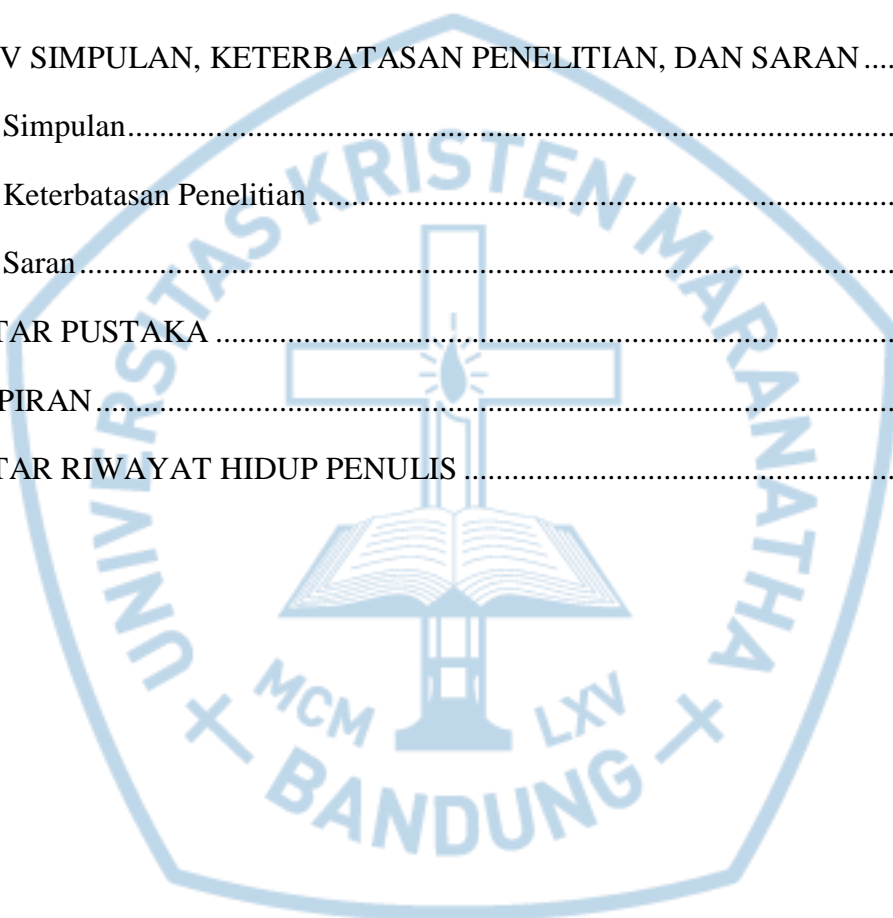 V SIMPULAN, KETERBATASAN PENELITIAN, DAN SARAN ....
Simpulan....................................................................................................
Keterbatasan Penelitian ..........................................................................
Saran..........................................................................................................
TAR PUSTAKA .......................................................................................
PIRAN........................................................................................................
TAR RIWAYAT HIDUP PENULIS ......................................................
UNIVERSITAS KRISTEN MARANATHA
MCM LXV
BANDUNG